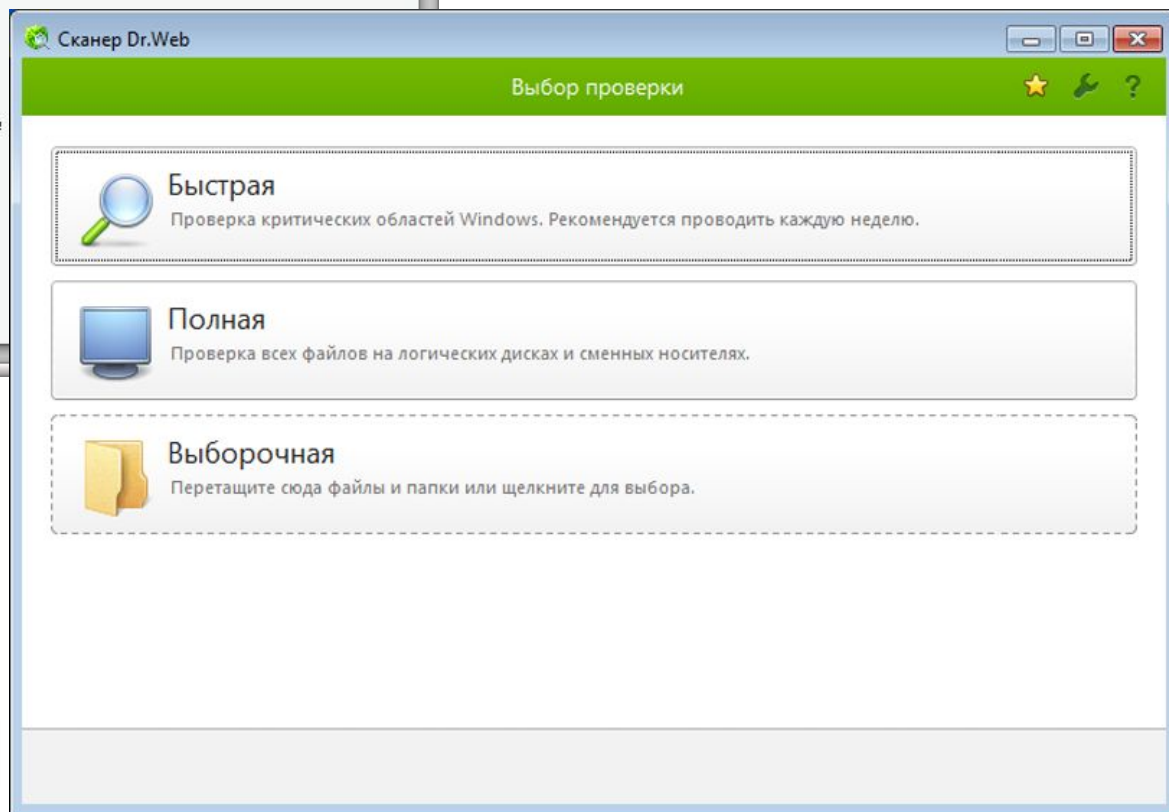 Сканер Dr.Web
Выбор проверки
?
Быстрая
Проверка критических областей Windows. Рекомендуется проводить каждую неделю.
Полная
Проверка всех файлов на логических дисках и сменных носителях.
Выборочная
Перетащите сюда файлы и папки или щелкните для выбора.